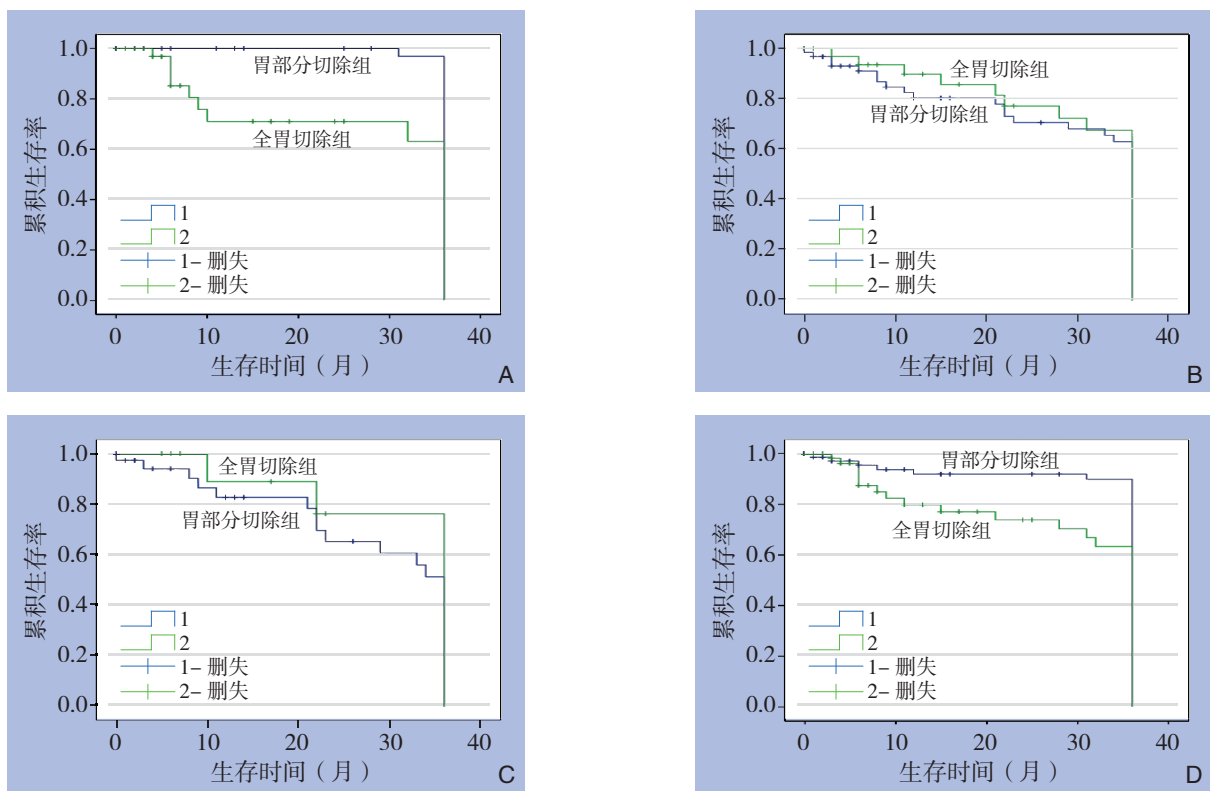 累积生存率
1.0
0.8
0.6
0.4
0.2
0.0
胃部分切除组
全胃切除组
1
2
1- 删失
2- 删失
0 10 20 30 40
生存时间（月）
A
累积生存率
1.0
0.8
0.6
0.4
0.2
0.0
全胃切除组
胃部分切除组
1
2
1- 删失
2- 删失
0 10 20 30 40
生存时间（月）
B
累积生存率
1.0
0.8
0.6
0.4
0.2
0.0
全胃切除组
胃部分切除组
1
2
1- 删失
2- 删失
0 10 20 30 40
生存时间（月）
C
累积生存率
1.0
0.8
0.6
0.4
0.2
0.0
胃部分切除组
全胃切除组
1
2
1- 删失
2- 删失
0 10 20 30 40
生存时间（月）
D